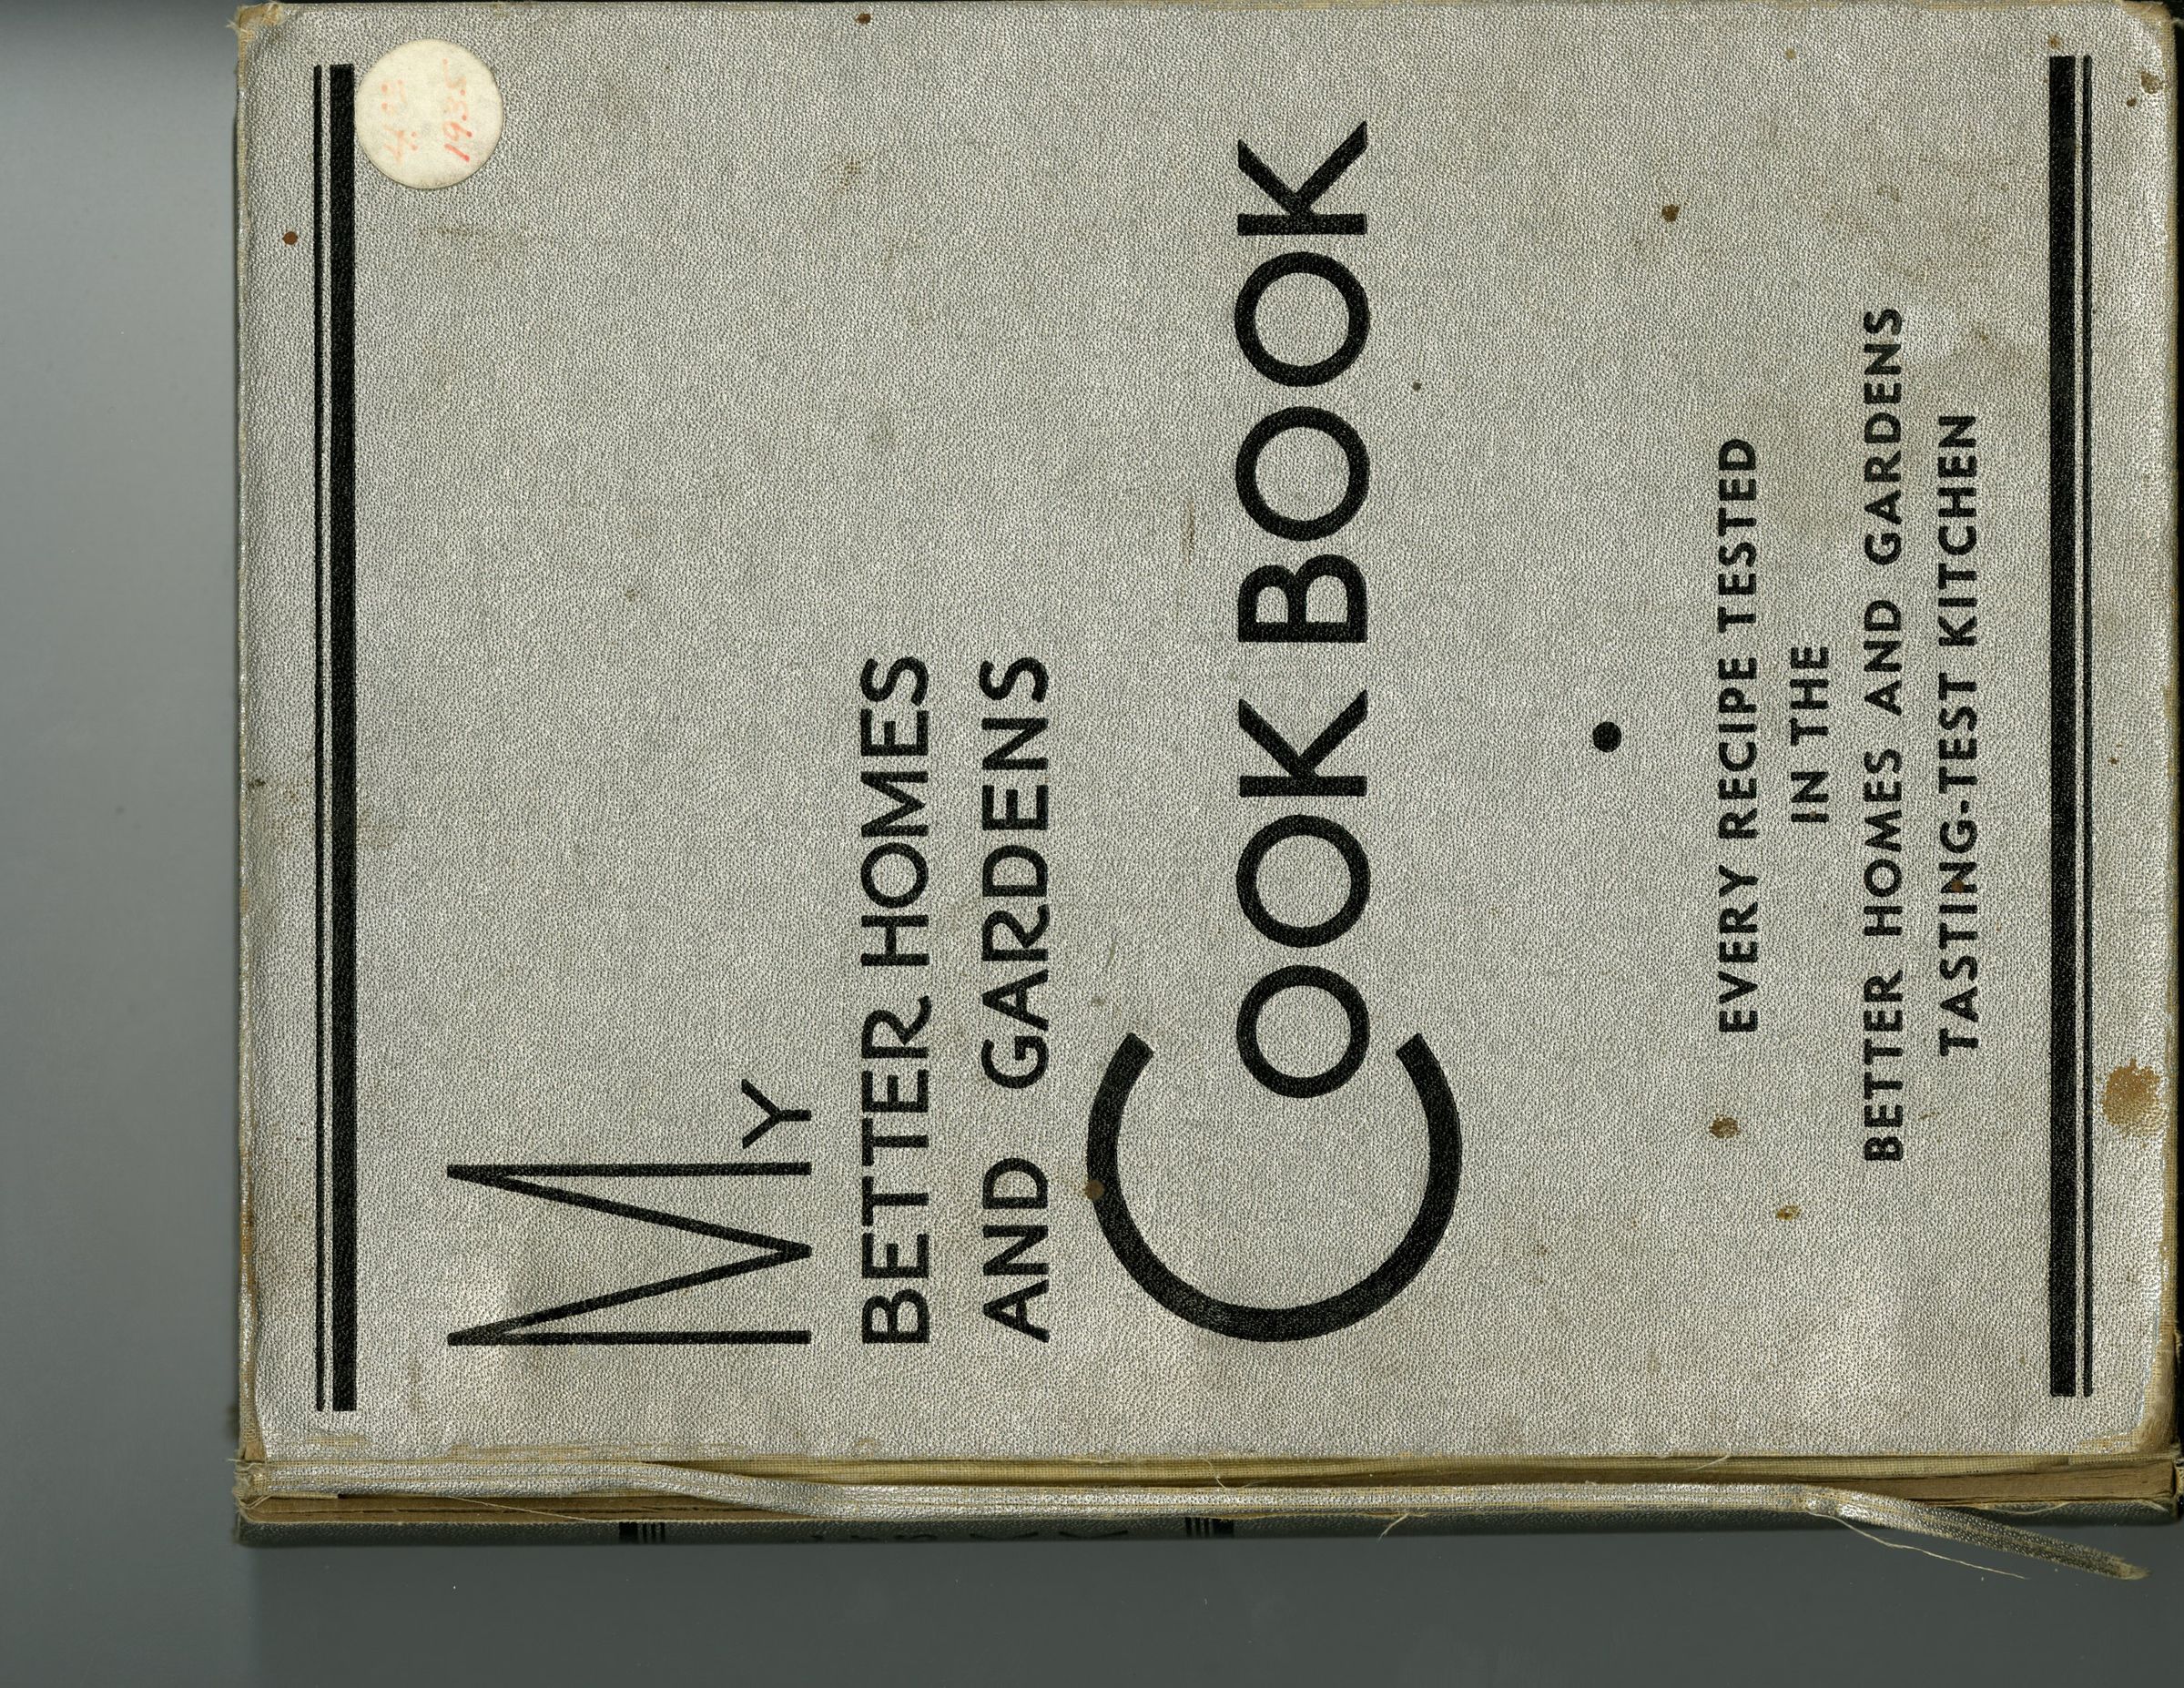 1935
MY
BETTER HOMES
AND GARDENS
COOK BOOK
EVERY RECIPE TESTED
IN THE
BETTER HOMES AND GARDENS
TASTING-TEST KITCHEN